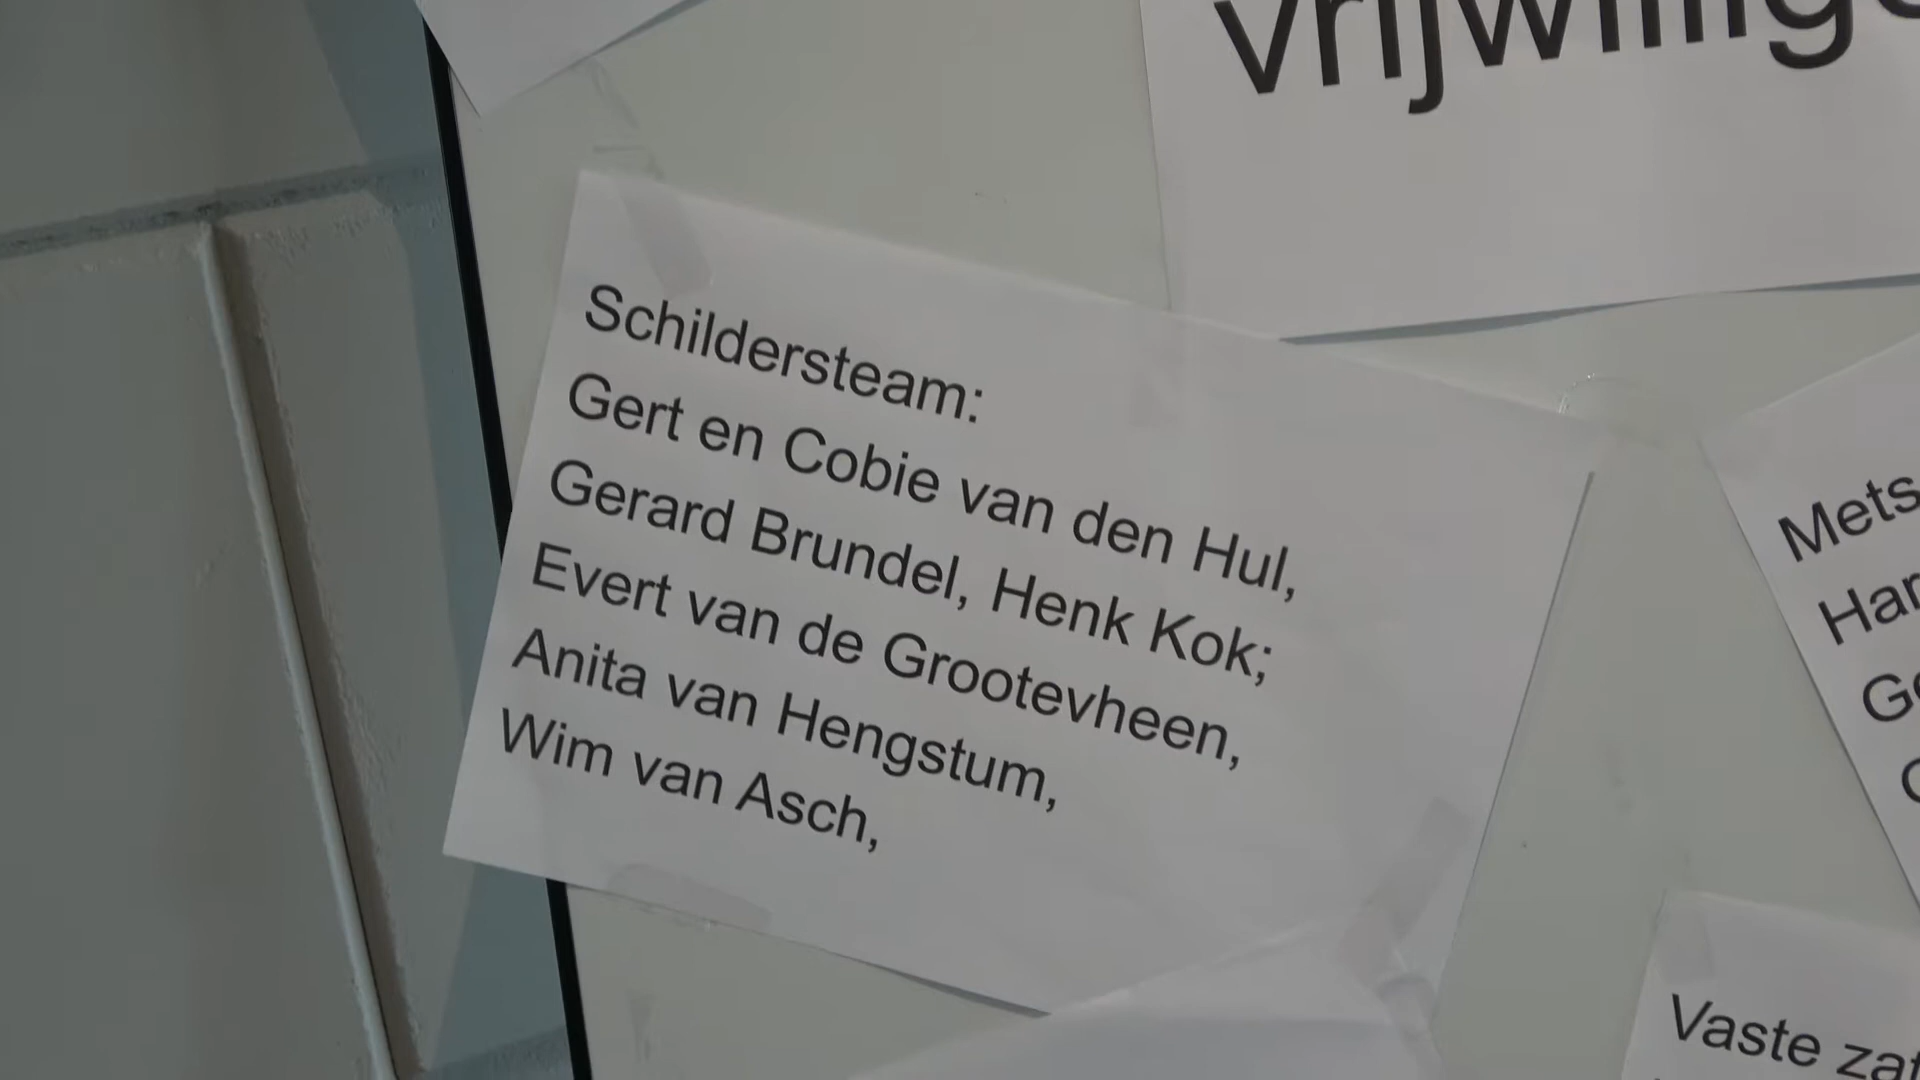 Schildersteam:
Gert en Cobie van den Hul,
Gerard Brundel, Henk Kok;
Evert van de Grootevheen,
Anita van Hengstum,
Wim van Asch,
Vaste